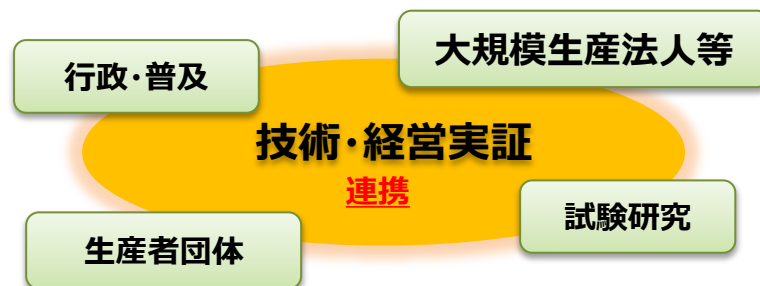 大規模生産法人等
行政・普及
技術・経営実証
連携
試験研究
生産者団体